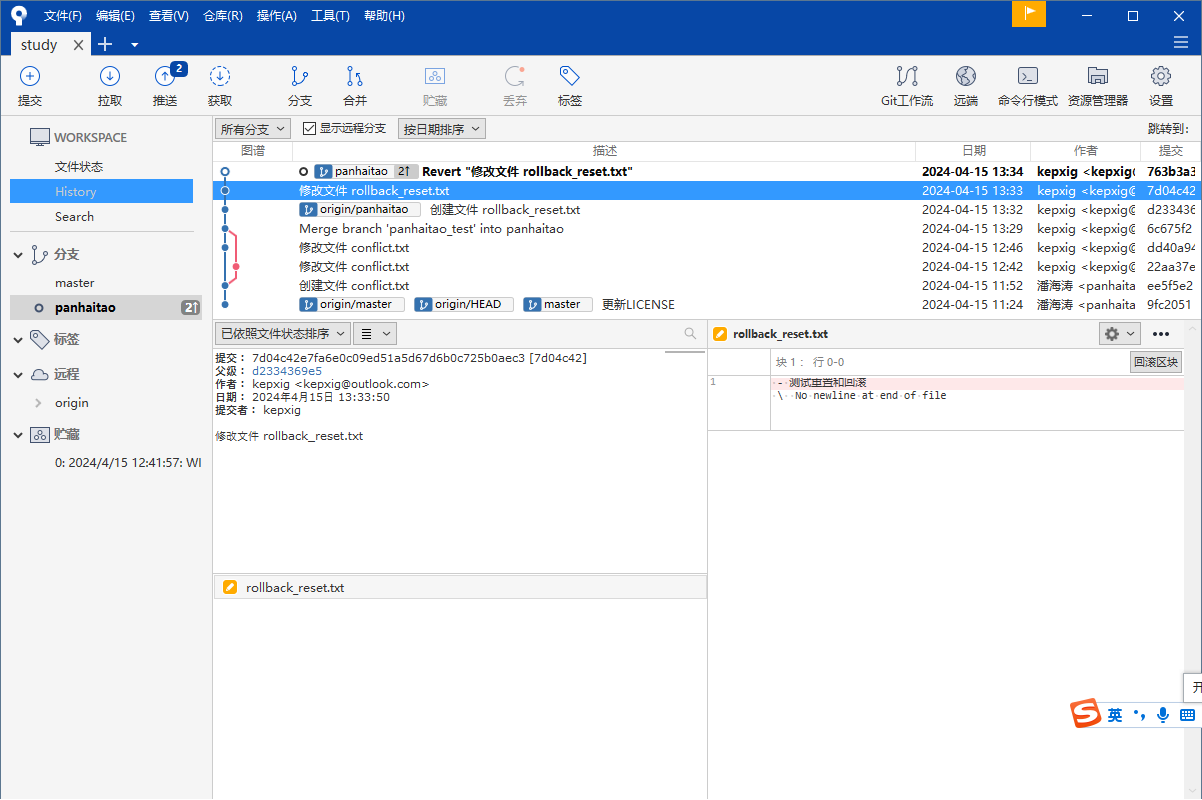 文件(F) 编辑(E) 查看(V) 仓库(R) 操作(A) 工具(T) 帮助(H)
study
2
提交 拉取 推送 获取 分支 合并 贮藏 丢弃 标签 Git工作流 远端 命令行模式 资源管理器 设置
WORKSPACE
文件状态
History
Search
分支
master
panhaitao 2↑
标签
远程
origin
贮藏
0: 2024/4/15 12:41:57: WI
所有分支 显示远程分支 按日期排序 跳转到:
图谱 描述 日期 作者 提交
panhaitao 2↑ Revert "修改文件 rollback_reset.txt" 2024-04-15 13:34 kepxig <kepxig@ 763b3a3
修改文件 rollback_reset.txt 2024-04-15 13:33 kepxig <kepxig@ 7d04c42
origin/panhaitao 创建文件 rollback_reset.txt 2024-04-15 13:32 kepxig <kepxig@ d233436
Merge branch 'panhaitao_test' into panhaitao 2024-04-15 13:29 kepxig <kepxig@ 6c675f2
修改文件 conflict.txt 2024-04-15 12:46 kepxig <kepxig@ dd40a94
修改文件 conflict.txt 2024-04-15 12:42 kepxig <kepxig@ 22aa37e
创建文件 conflict.txt 2024-04-15 11:52 潘海涛 <panhaita ee5f5e2
origin/master origin/HEAD master 更新LICENSE 2024-04-15 11:24 潘海涛 <panhaita 9fc2051
已依照文件状态排序
提交： 7d04c42e7fa6e0c09ed51a5d67d6b0c725b0aec3 [7d04c42]
父级： d2334369e5
作者： kepxig <kepxig@outlook.com>
日期： 2024年4月15日 13:33:50
提交者： kepxig
修改文件 rollback_reset.txt
rollback_reset.txt
rollback_reset.txt
块 1： 行 0-0 回滚区块
1 - 测试重置和回滚
\ No newline at end of file
开
S 英